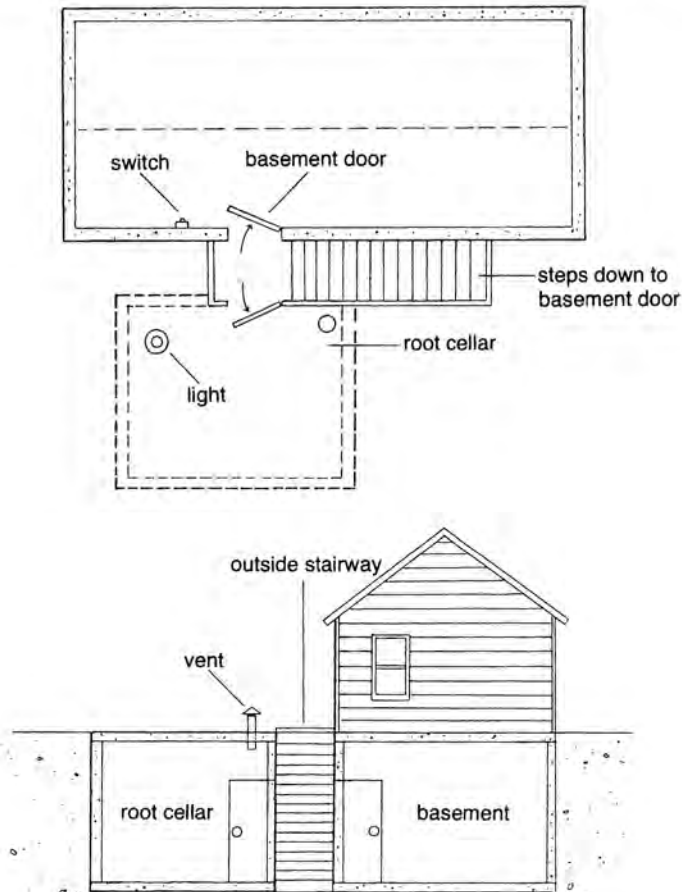 switch
basement door
steps down to
basement door
root cellar
light
outside stairway
vent
root cellar
basement